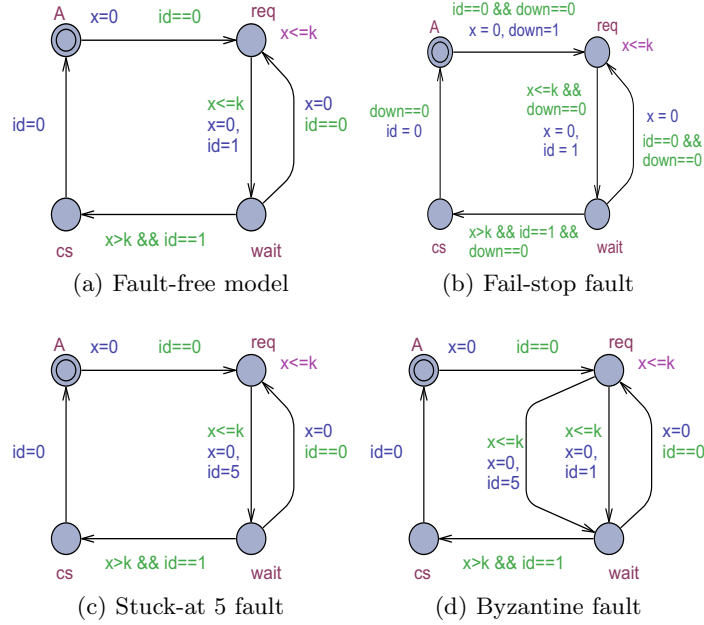 A
x=0 id==0
req
x<=k
id=0
x<=k
x=0,
id=1
x=0
id==0
cs
x>k && id==1
wait
(a) Fault-free model
id==0 && down==0
A
x = 0, down=1
req
x<=k
down==0
id = 0
x<=k &&
down==0
x = 0,
id = 1
x = 0
id==0 &&
down==0
cs
x>k && id==1 &&
down==0
wait
(b) Fail-stop fault
A
x=0 id==0
req
x<=k
id=0
x<=k
x=0,
id=5
x=0
id==0
cs
x>k && id==1
wait
(c) Stuck-at 5 fault
A
x=0 id==0
req
x<=k
id=0
x<=k
x=0,
id=5
x<=k
x=0,
id=1
x=0
id==0
cs
x>k && id==1
wait
(d) Byzantine fault